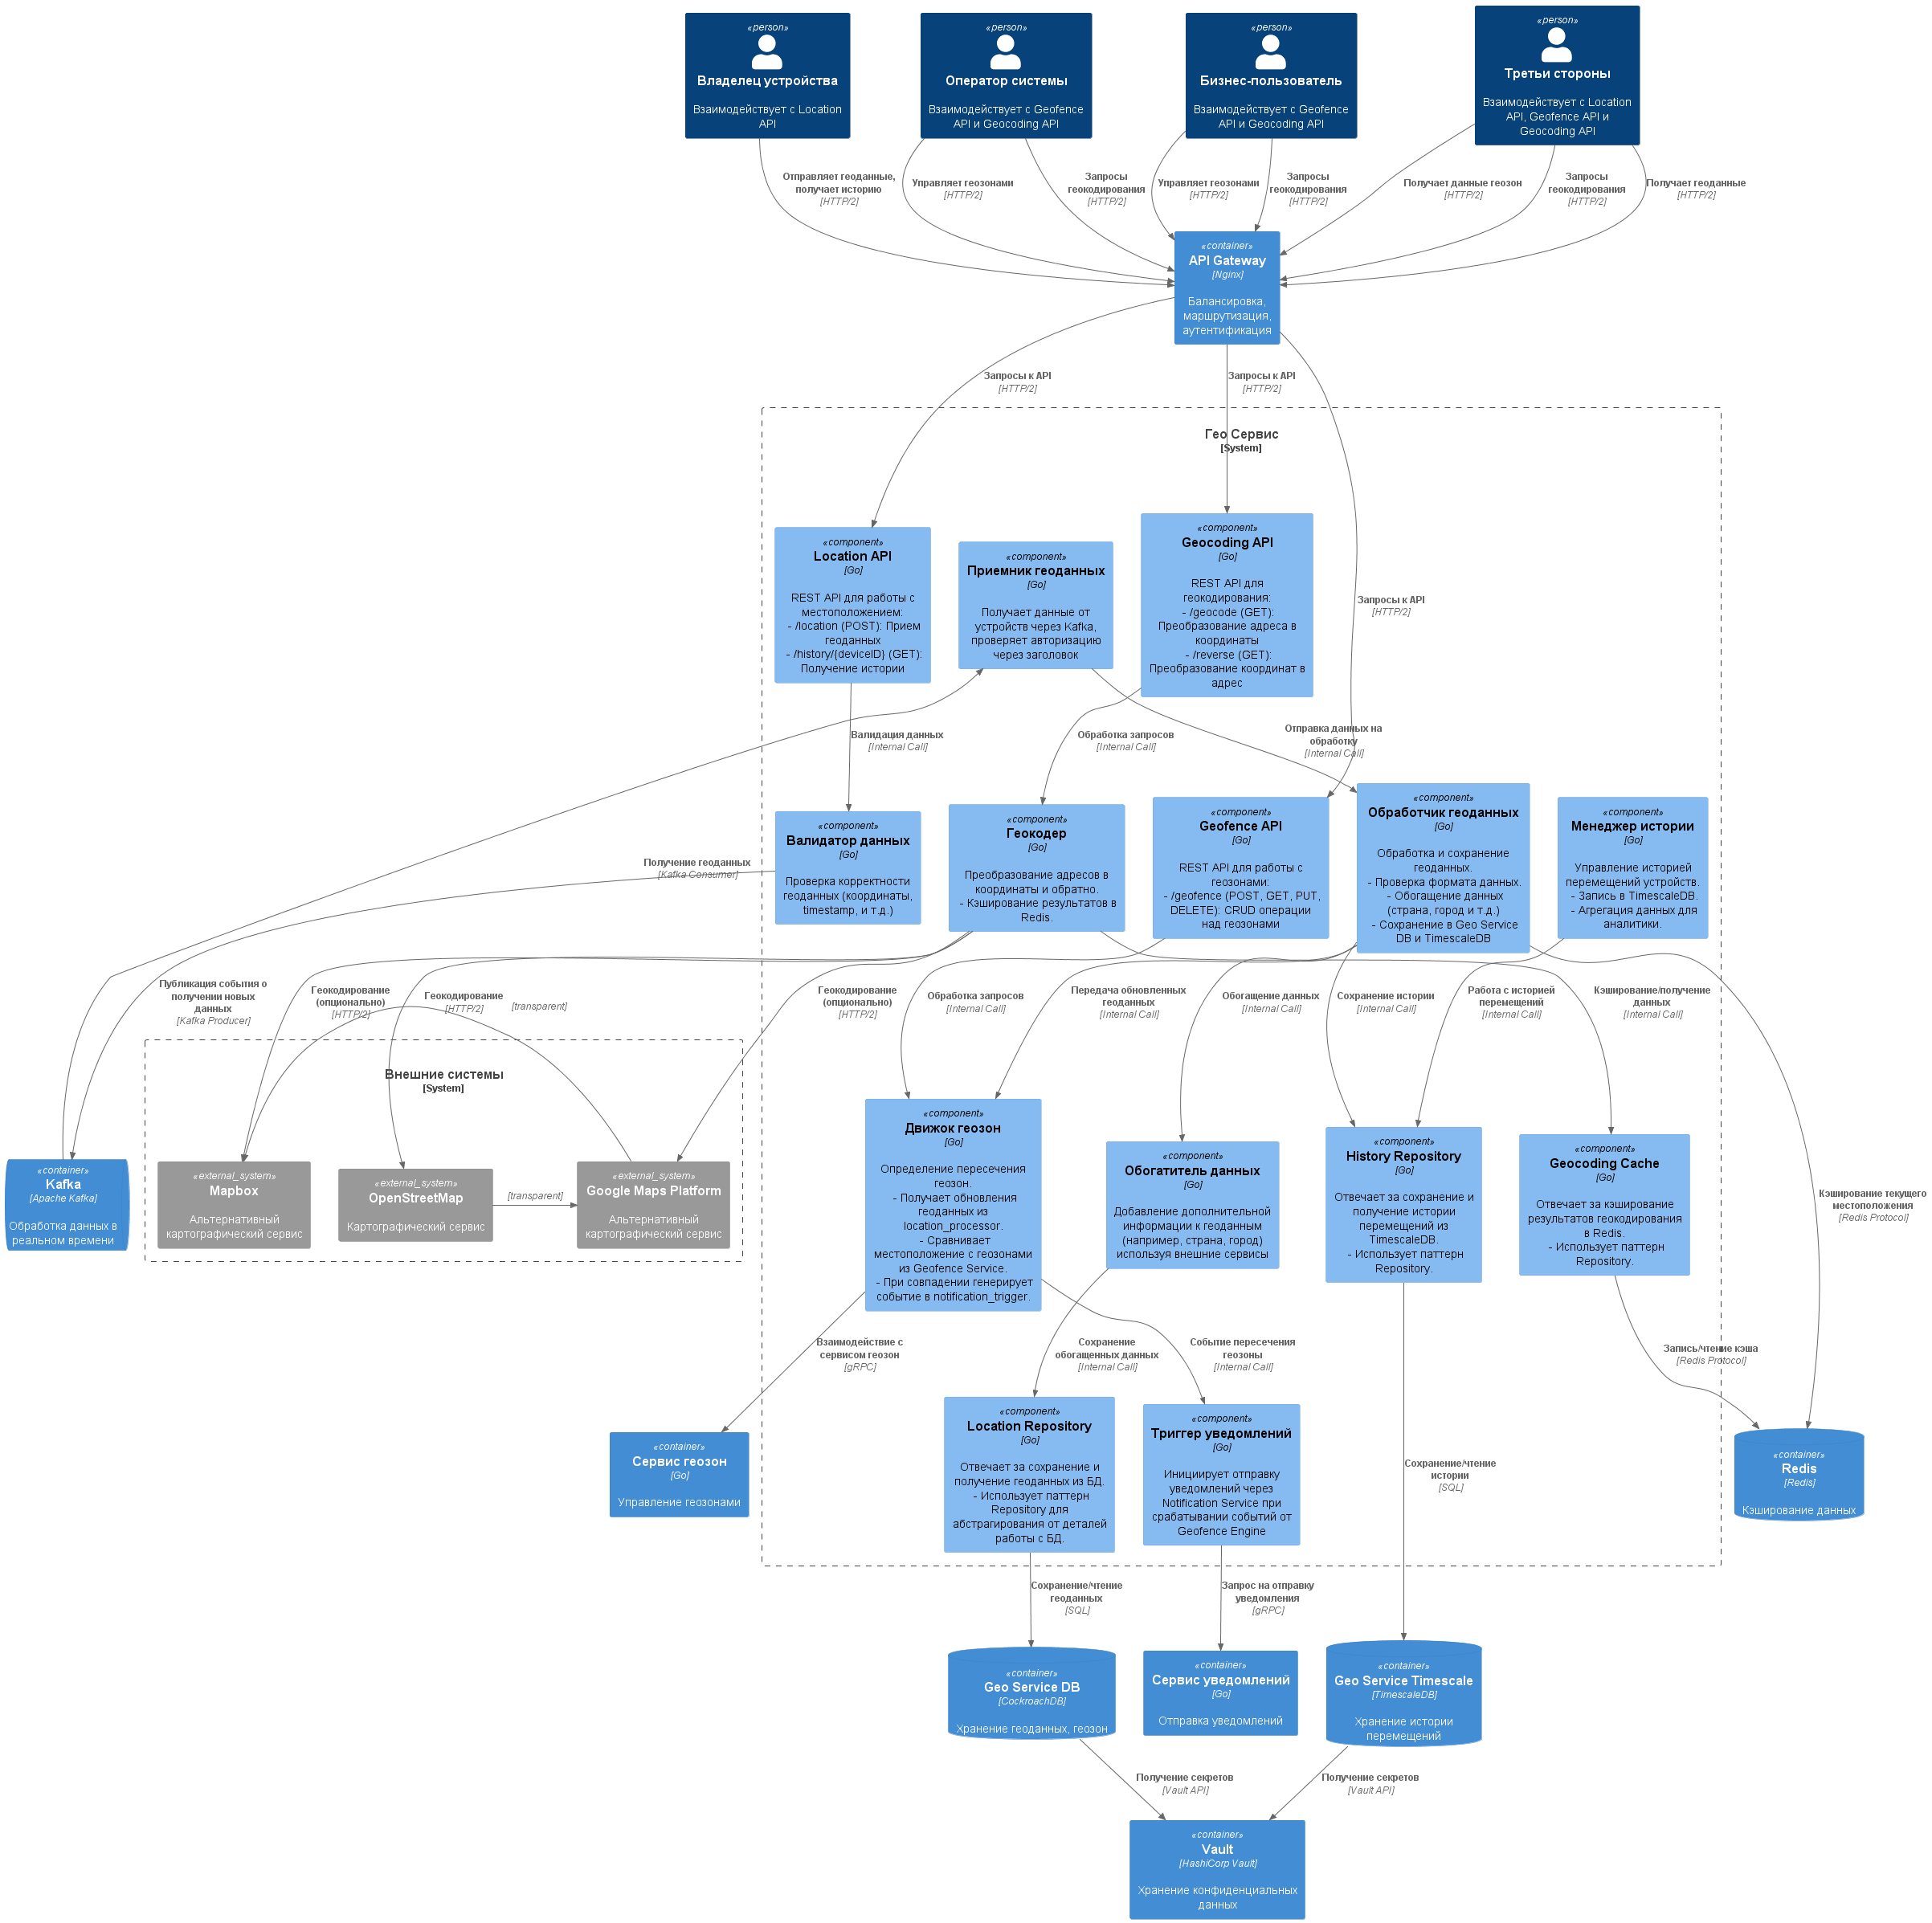 «person»
Владелец устройства
Взаимодействует с Location
API
«person»
Оператор системы
Взаимодействует с Geofence
API и Geocoding API
«person»
Бизнес-пользователь
Взаимодействует с Geofence
API и Geocoding API
«person»
Третьи стороны
Взаимодействует с Location
API, Geofence API и
Geocoding API
Отправляет геоданные,
получает историю
[HTTP/2]
Управляет геозонами
[HTTP/2]
Запросы
геокодирования
[HTTP/2]
Управляет геозонами
[HTTP/2]
Запросы
геокодирования
[HTTP/2]
Получает данные геозон
[HTTP/2]
Запросы
геокодирования
[HTTP/2]
Получает геоданные
[HTTP/2]
«container»
API Gateway
[Nginx]
Балансировка,
маршрутизация,
аутентификация
Запросы к API
[HTTP/2]
Запросы к API
[HTTP/2]
Запросы к API
[HTTP/2]
Гео Сервис
[System]
«component»
Location API
[Go]
REST API для работы с
местоположением:
- /location (POST): Прием
геоданных
- /history/{deviceID} (GET):
Получение истории
«component»
Приемник геоданных
[Go]
Получает данные от
устройств через Kafka,
проверяет авторизацию
через заголовок
«component»
Geocoding API
[Go]
REST API для
геокодирования:
- /geocode (GET):
Преобразование адреса в
координаты
- /reverse (GET):
Преобразование координат в
адрес
Валидация данных
[Internal Call]
Обработка запросов
[Internal Call]
Отправка данных на
обработку
[Internal Call]
«component»
Валидатор данных
[Go]
Проверка корректности
геоданных (координаты,
timestamp, и т.д.)
«component»
Геокодер
[Go]
Преобразование адресов в
координаты и обратно.
- Кэширование результатов в
Redis.
«component»
Geofence API
[Go]
REST API для работы с
геозонами:
- /geofence (POST, GET, PUT,
DELETE): CRUD операции
над геозонами
«component»
Обработчик геоданных
[Go]
Обработка и сохранение
геоданных.
- Проверка формата данных.
- Обогащение данных
(страна, город и т.д.)
- Сохранение в Geo Service
DB и TimescaleDB
«component»
Менеджер истории
[Go]
Управление историей
перемещений устройств.
- Запись в TimescaleDB.
- Агрегация данных для
аналитики.
Получение геоданных
[Kafka Consumer]
Публикация события о
получении новых
данных
[Kafka Producer]
Геокодирование
(опционально)
[HTTP/2]
Геокодирование
[HTTP/2]
[transparent]
Геокодирование
(опционально)
[HTTP/2]
Обработка запросов
[Internal Call]
Передача обновленных
геоданных
[Internal Call]
Обогащение данных
[Internal Call]
Сохранение истории
[Internal Call]
Работа с историей
перемещений
[Internal Call]
Кэширование/получение
данных
[Internal Call]
Внешние системы
[System]
«container»
Kafka
[Apache Kafka]
Обработка данных в
реальном времени
«external_system»
Mapbox
Альтернативный
картографический сервис
«external_system»
OpenStreetMap
Картографический сервис
[transparent]
«external_system»
Google Maps Platform
Альтернативный
картографический сервис
«component»
Движок геозон
[Go]
Определение пересечения
геозон.
- Получает обновления
геоданных из
location_processor.
- Сравнивает
местоположение с геозонами
из Geofence Service.
- При совпадении генерирует
событие в notification_trigger.
«component»
Обогатитель данных
[Go]
Добавление дополнительной
информации к геоданным
(например, страна, город)
используя внешние сервисы
«component»
History Repository
[Go]
Отвечает за сохранение и
получение истории
перемещений из
TimescaleDB.
- Использует паттерн
Repository.
«component»
Geocoding Cache
[Go]
Отвечает за кэширование
результатов геокодирования
в Redis.
- Использует паттерн
Repository.
Кэширование текущего
местоположения
[Redis Protocol]
Взаимодействие с
сервисом геозон
[gRPC]
Сохранение
обогащенных данных
[Internal Call]
Событие пересечения
геозоны
[Internal Call]
Запись/чтение кэша
[Redis Protocol]
«container»
Сервис геозон
[Go]
Управление геозонами
«component»
Location Repository
[Go]
Отвечает за сохранение и
получение геоданных из БД.
- Использует паттерн
Repository для
абстрагирования от деталей
работы с БД.
«component»
Триггер уведомлений
[Go]
Инициирует отправку
уведомлений через
Notification Service при
срабатывании событий от
Geofence Engine
Сохранение/чтение
истории
[SQL]
«container»
Redis
[Redis]
Кэширование данных
Сохранение/чтение
геоданных
[SQL]
Запрос на отправку
уведомления
[gRPC]
«container»
Geo Service DB
[CockroachDB]
Хранение геоданных, геозон
«container»
Сервис уведомлений
[Go]
Отправка уведомлений
«container»
Geo Service Timescale
[TimescaleDB]
Хранение истории
перемещений
Получение секретов
[Vault API]
Получение секретов
[Vault API]
«container»
Vault
[HashiCorp Vault]
Хранение конфиденциальных
данных